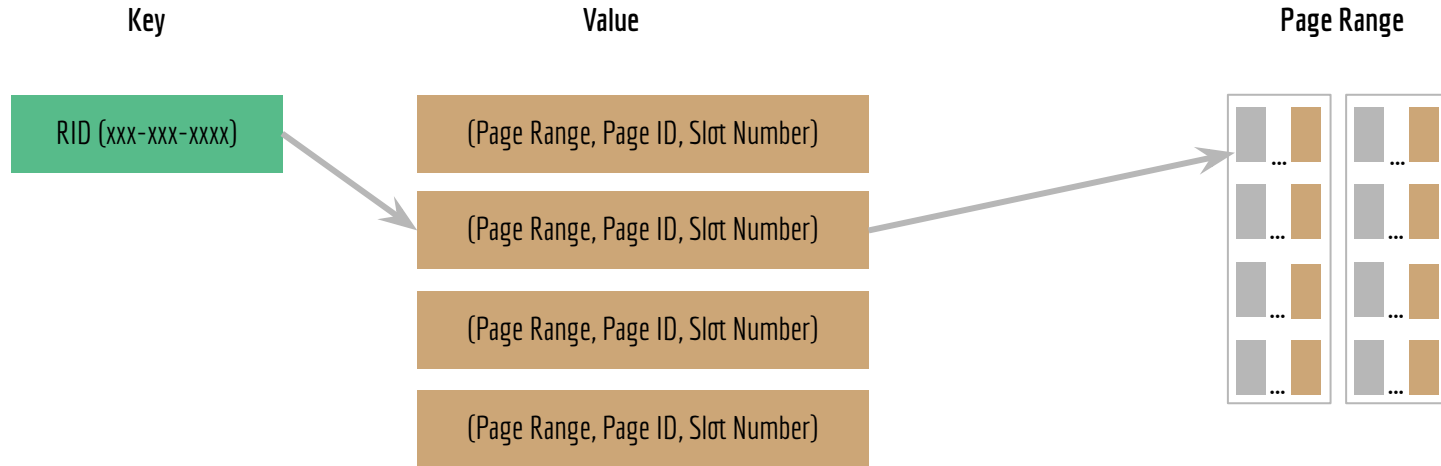 Key Value Page Range
RID (xxx-xxx-xxxx)
(Page Range, Page ID, Slot Number)
(Page Range, Page ID, Slot Number)
(Page Range, Page ID, Slot Number)
(Page Range, Page ID, Slot Number)
... ...
... ...
... ...
... ...